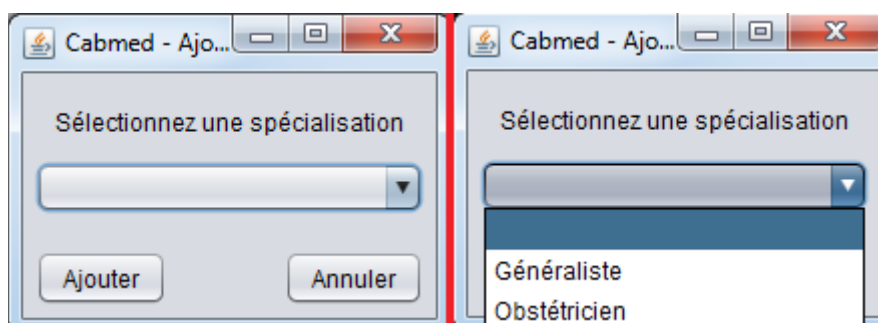 Cabmed - Ajo...
Sélectionnez une spécialisation
Ajouter
Annuler
Cabmed - Ajo...
Sélectionnez une spécialisation
Généraliste
Obstétricien